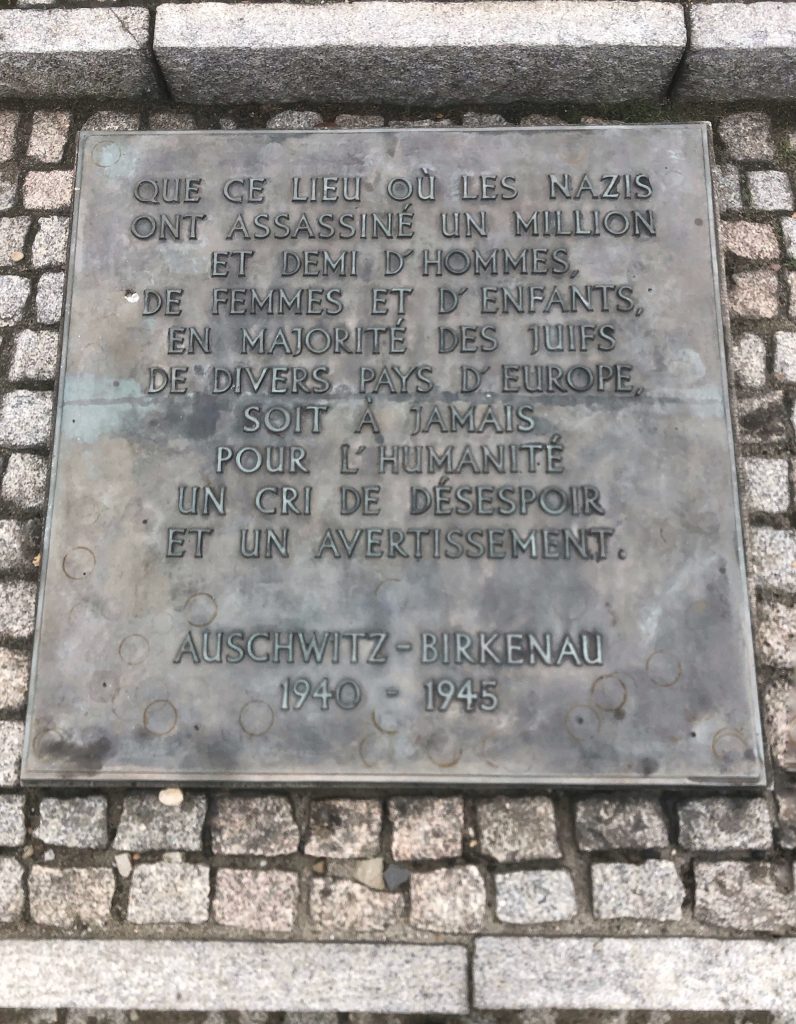 QUE CE LIEU OÙ LES NAZIS
ONT ASSASSINÉ UN MILLION
ET DEMI D'HOMMES,
DE FEMMES ET D'ENFANTS,
EN MAJORITÉ DES JUIFS
DE DIVERS PAYS D'EUROPE,
SOIT À JAMAIS
POUR L'HUMANITÉ
UN CRI DE DÉSESPOIR
ET UN AVERTISSEMENT.
AUSCHWITZ - BIRKENAU
1940 - 1945